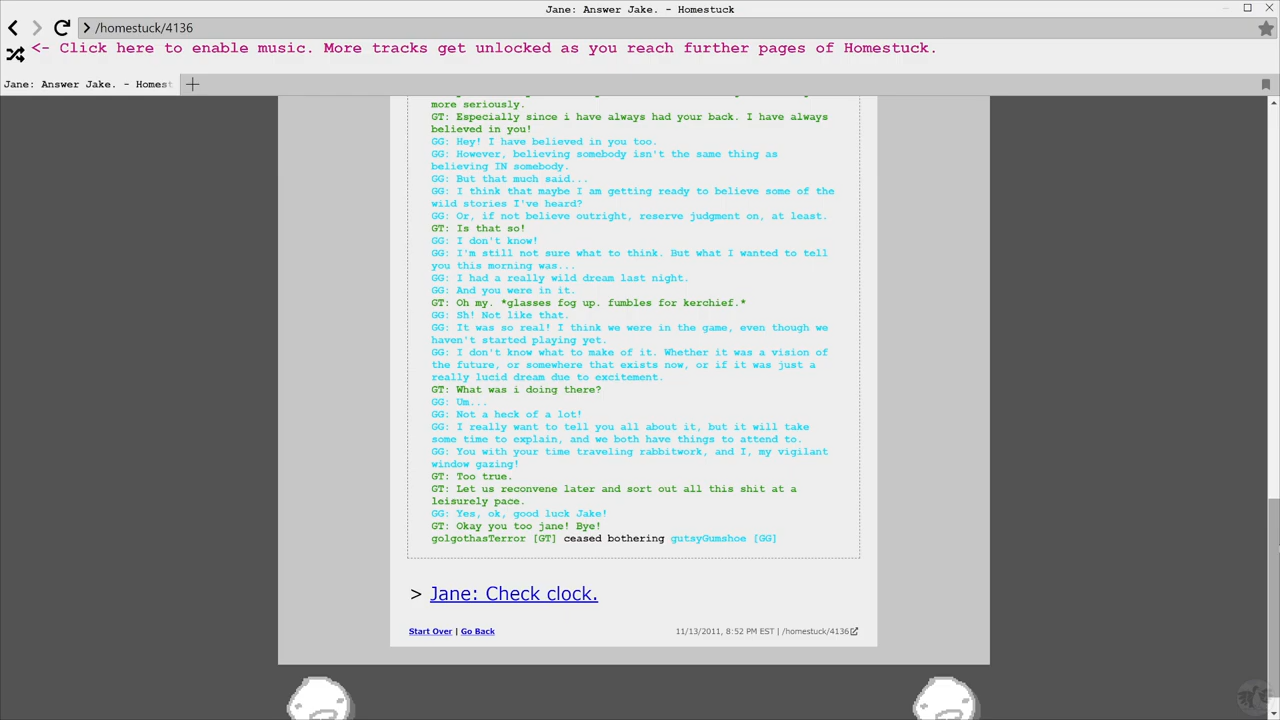 Jane: Answer Jake. - Homestuck
/homestuck/4136
<- Click here to enable music. More tracks get unlocked as you reach further pages of Homestuck.
Jane: Answer Jake. - Homest
more seriously.
GT: Especially since i have always had your back. I have always
believed in you!
GG: Hey! I have believed in you too.
GG: However, believing somebody isn't the same thing as
believing IN somebody.
GG: But that much said...
GG: I think that maybe I am getting ready to believe some of the
wild stories I've heard?
GG: Or, if not believe outright, reserve judgment on, at least.
GT: Is that so!
GG: I don't know!
GG: I'm still not sure what to think. But what I wanted to tell
you this morning was...
GG: I had a really wild dream last night.
GG: And you were in it.
GT: Oh my. *glasses fog up. fumbles for kerchief.*
GG: Sh! Not like that.
GG: It was so real! I think we were in the game, even though we
haven't started playing yet.
GG: I don't know what to make of it. Whether it was a vision of
the future, or somewhere that exists now, or if it was just a
really lucid dream due to excitement.
GT: What was i doing there?
GG: Um...
GG: Not a heck of a lot!
GG: I really want to tell you all about it, but it will take
some time to explain, and we both have things to attend to.
GG: You with your time traveling rabbitwork, and I, my vigilant
window gazing!
GT: Too true.
GT: Let us reconvene later and sort out all this shit at a
leisurely pace.
GG: Yes, ok, good luck Jake!
GT: Okay you too jane! Bye!
golgothasTerror [GT] ceased bothering gutsyGumshoe [GG]
> Jane: Check clock.
Start Over | Go Back
11/13/2011, 8:52 PM EST | /homestuck/4136